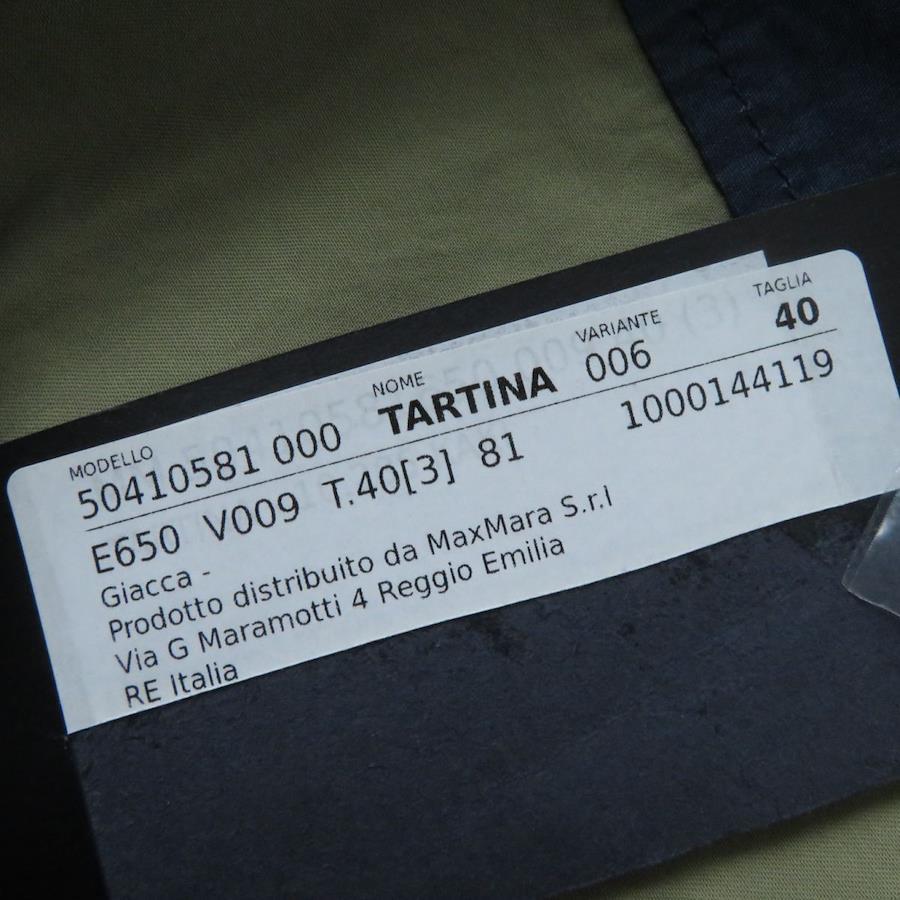 MODELLO NOME VARIANTE TAGLIA
50410581 000 TARTINA 006 40
E650 V009 T.40[3] 81 1000144119
Giacca -
Prodotto distribuito da MaxMara S.r.l
Via G Maramotti 4 Reggio Emilia
RE Italia